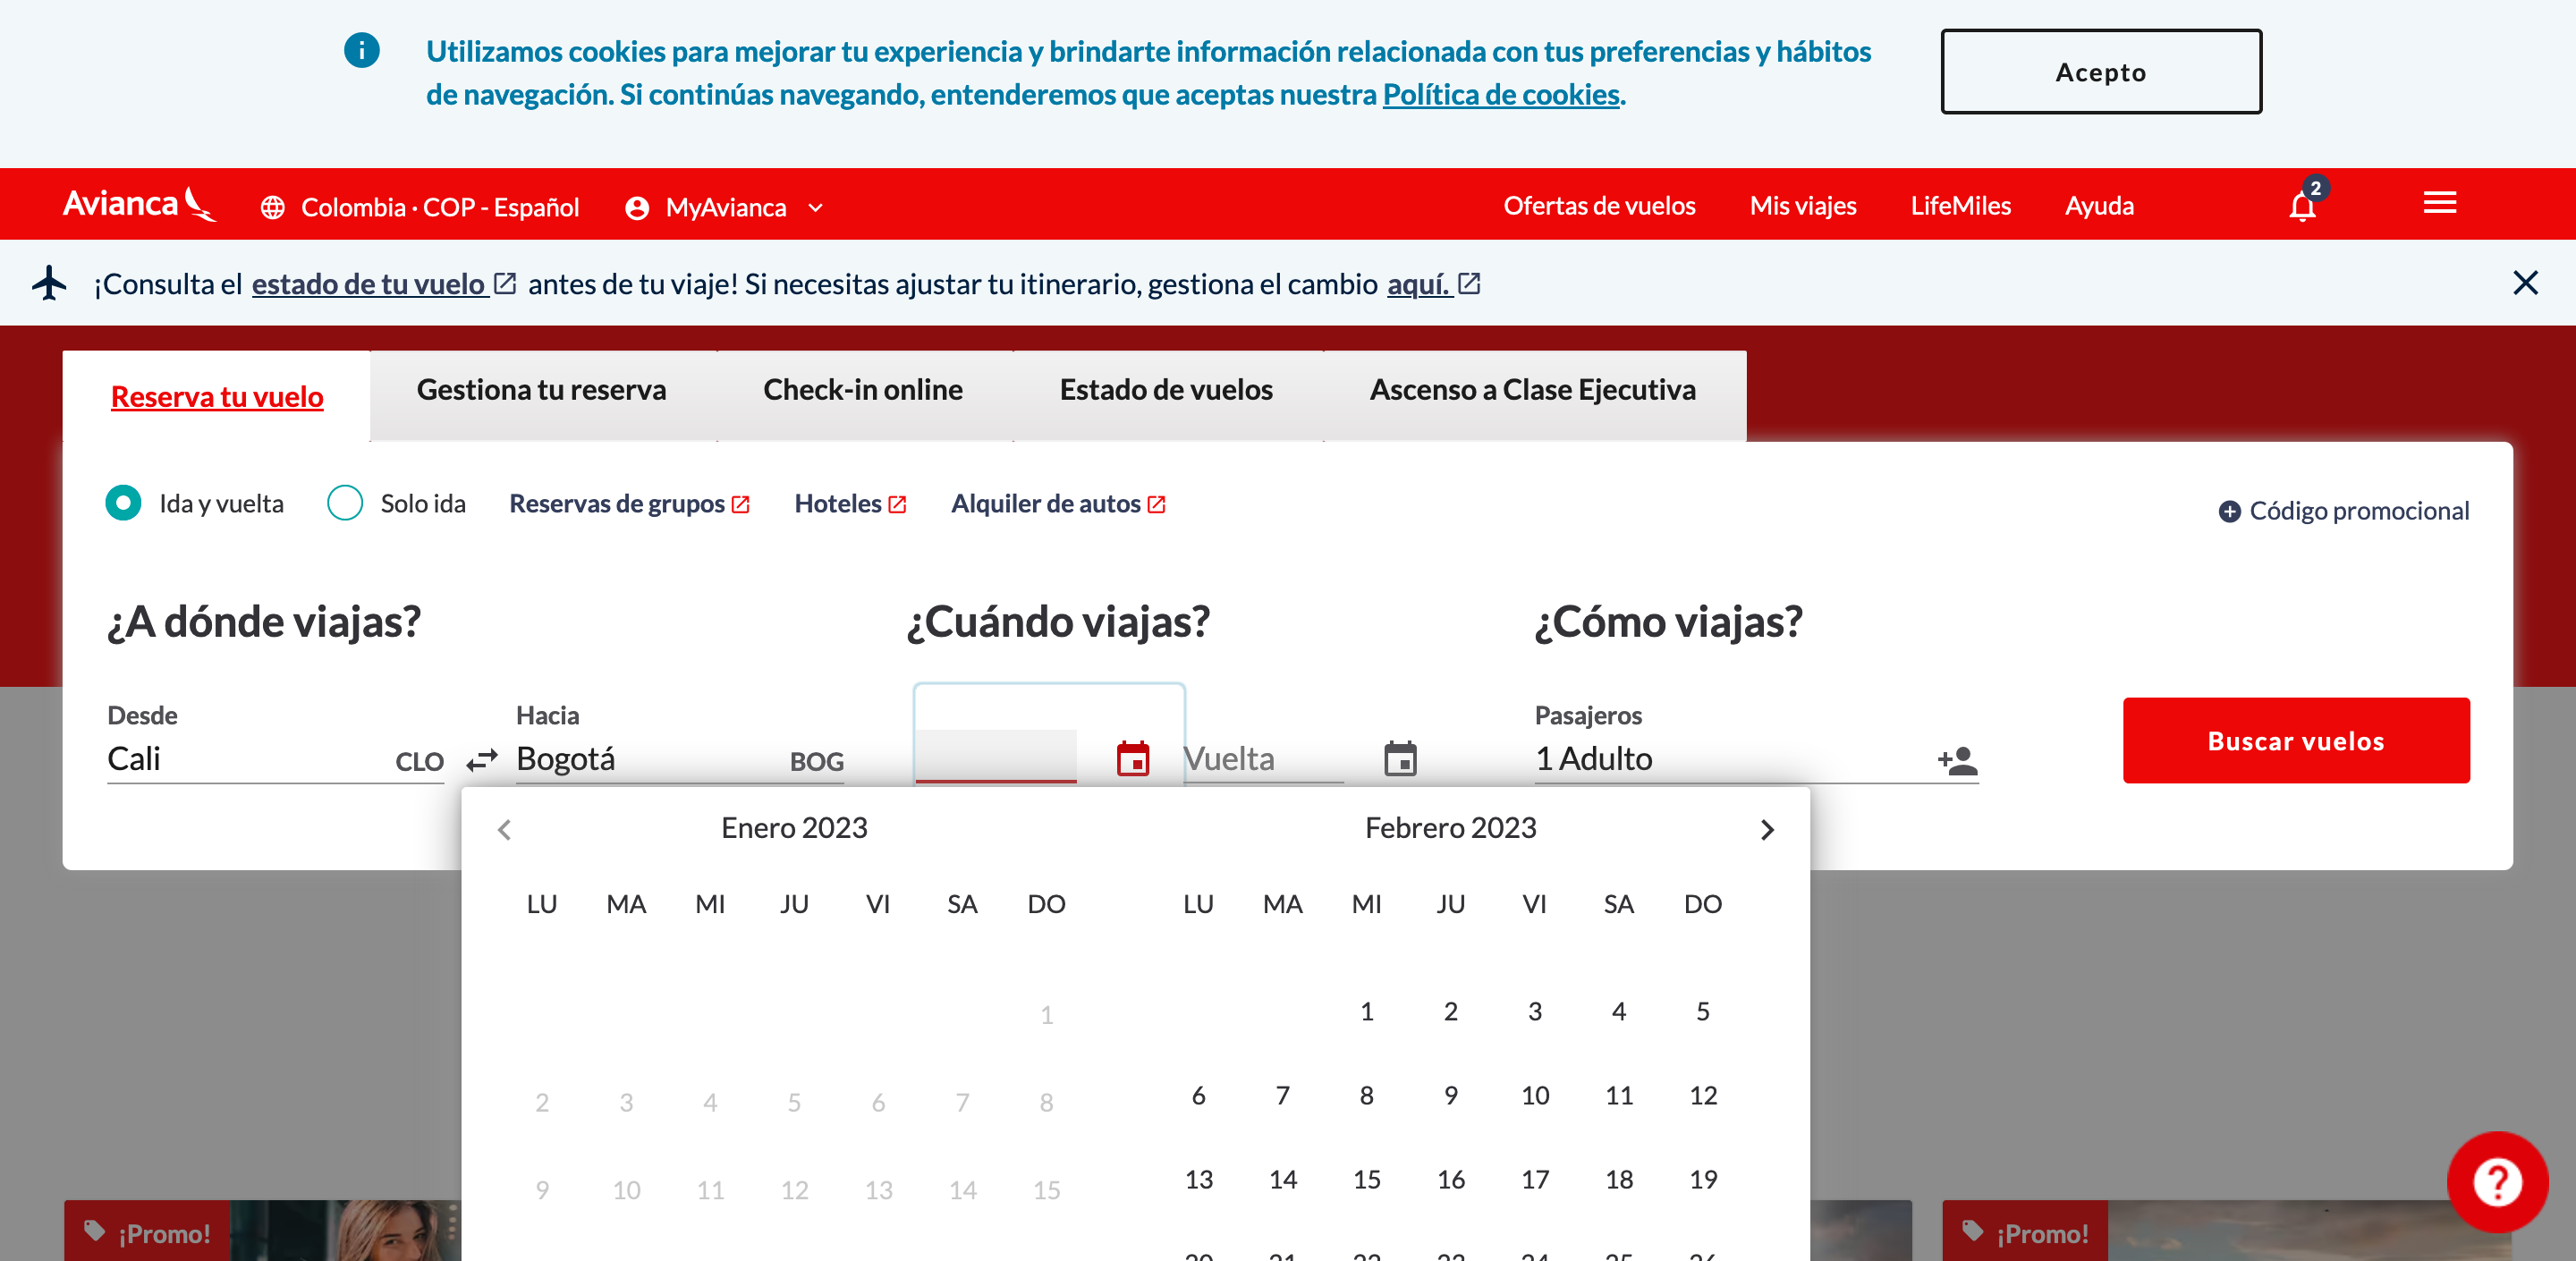 Utilizamos cookies para mejorar tu experiencia y brindarte información relacionada con tus preferencias y hábitos
de navegación. Si continúas navegando, entenderemos que aceptas nuestra Política de cookies.
Acepto
Avianca
Colombia · COP - Español
MyAvianca
Ofertas de vuelos
Mis viajes
LifeMiles
Ayuda
2
¡Consulta el estado de tu vuelo antes de tu viaje! Si necesitas ajustar tu itinerario, gestiona el cambio aquí.
Reserva tu vuelo
Gestiona tu reserva
Check-in online
Estado de vuelos
Ascenso a Clase Ejecutiva
Ida y vuelta
Solo ida
Reservas de grupos
Hoteles
Alquiler de autos
Código promocional
¿A dónde viajas?
¿Cuándo viajas?
¿Cómo viajas?
Desde
Cali CLO
Hacia
Bogotá BOG
Vuelta
Pasajeros
1 Adulto
Buscar vuelos
Enero 2023
LU MA MI JU VI SA DO
1
2 3 4 5 6 7 8
9 10 11 12 13 14 15
Febrero 2023
LU MA MI JU VI SA DO
1 2 3 4 5
6 7 8 9 10 11 12
13 14 15 16 17 18 19
20 21 22 23 24 25 26
¡Promo!
¡Promo!